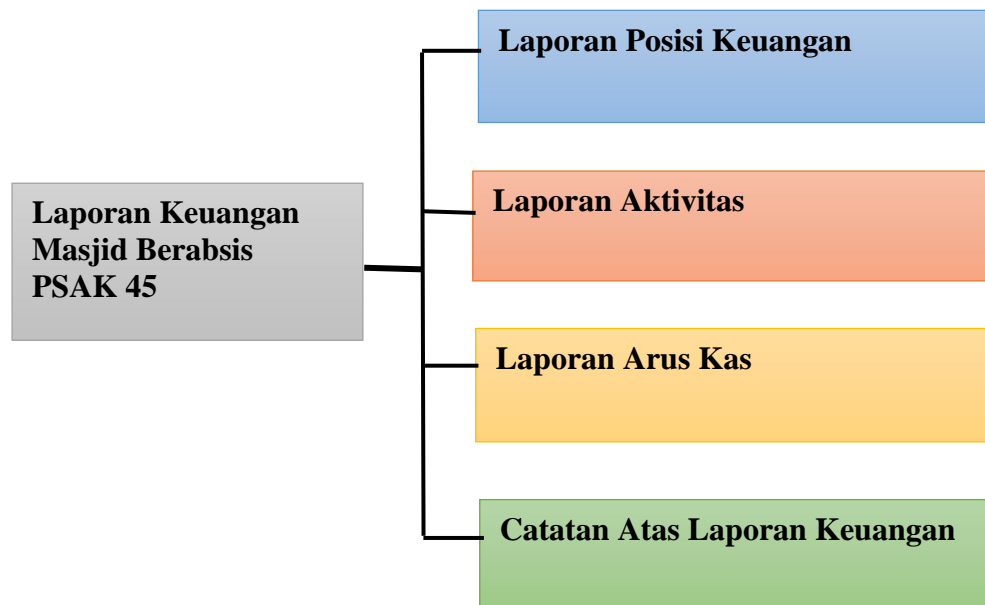 Laporan Keuangan
Masjid Berabsis
PSAK 45
Laporan Posisi Keuangan
Laporan Aktivitas
Laporan Arus Kas
Catatan Atas Laporan Keuangan